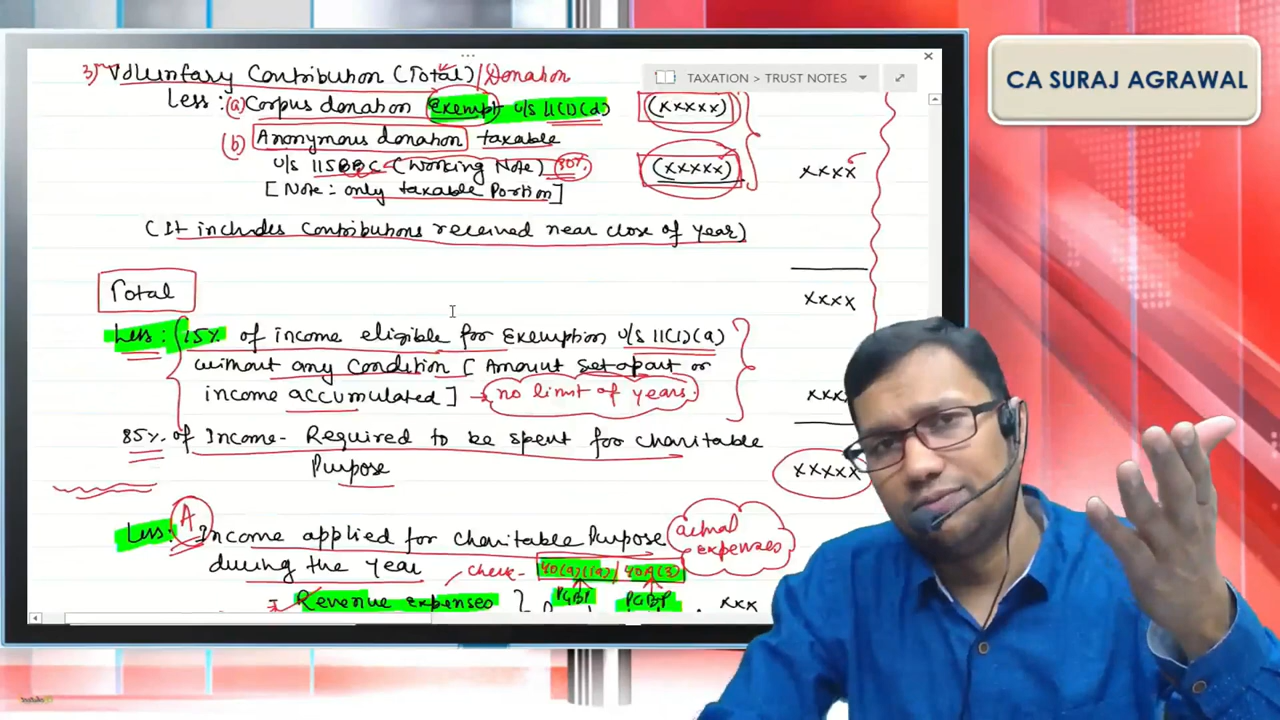 CA SURAJ AGRAWAL
TAXATION > TRUST NOTES
3) Voluntary Contribution (Total) / Donation
Less: (a) Corpus donation Exempt u/s 11(1)(d) (xxxxx)
(b) Anonymous donation taxable
u/s 115BBC (Working Note) 30% (xxxxx) xxxx
[Note: only taxable Portion]
(It includes Contributions received near close of year)
Total xxxx
Less: 15% of income eligible for Exemption u/s 11(1)(a)
without any Condition [Amount set apart or
income accumulated] → no limit of years. xxx
85% of Income - Required to be spent for charitable
Purpose xxxxx
A
Less: Income applied for charitable Purpose actual expenses
during the year check- 40(a)(ia) / 40A(3)
Revenue expenses ] PGBP PGBP xxx